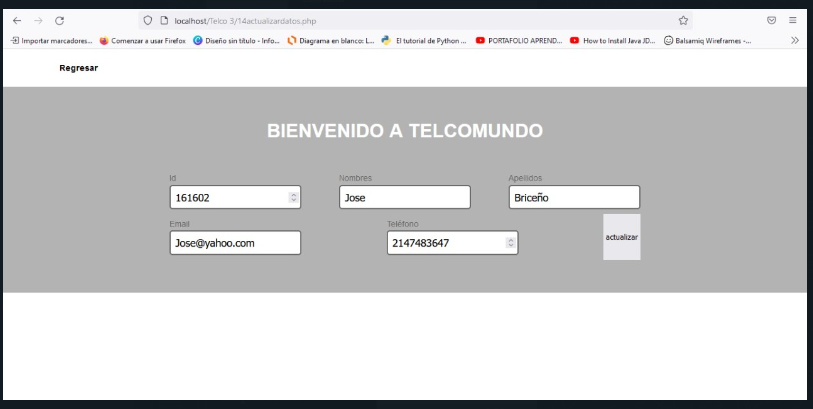 localhost/Telco 3/14actualizardatos.php
Importar marcadores... Comenzar a usar Firefox Diseño sin título - Info... Diagrama en blanco: L... El tutorial de Python ... PORTAFOLIO APREND... How to Install Java JD... Balsamiq Wireframes -...
Regresar
BIENVENIDO A TELCOMUNDO
Id Nombres Apellidos
161602 Jose Briceño
Email Teléfono
Jose@yahoo.com 2147483647 actualizar